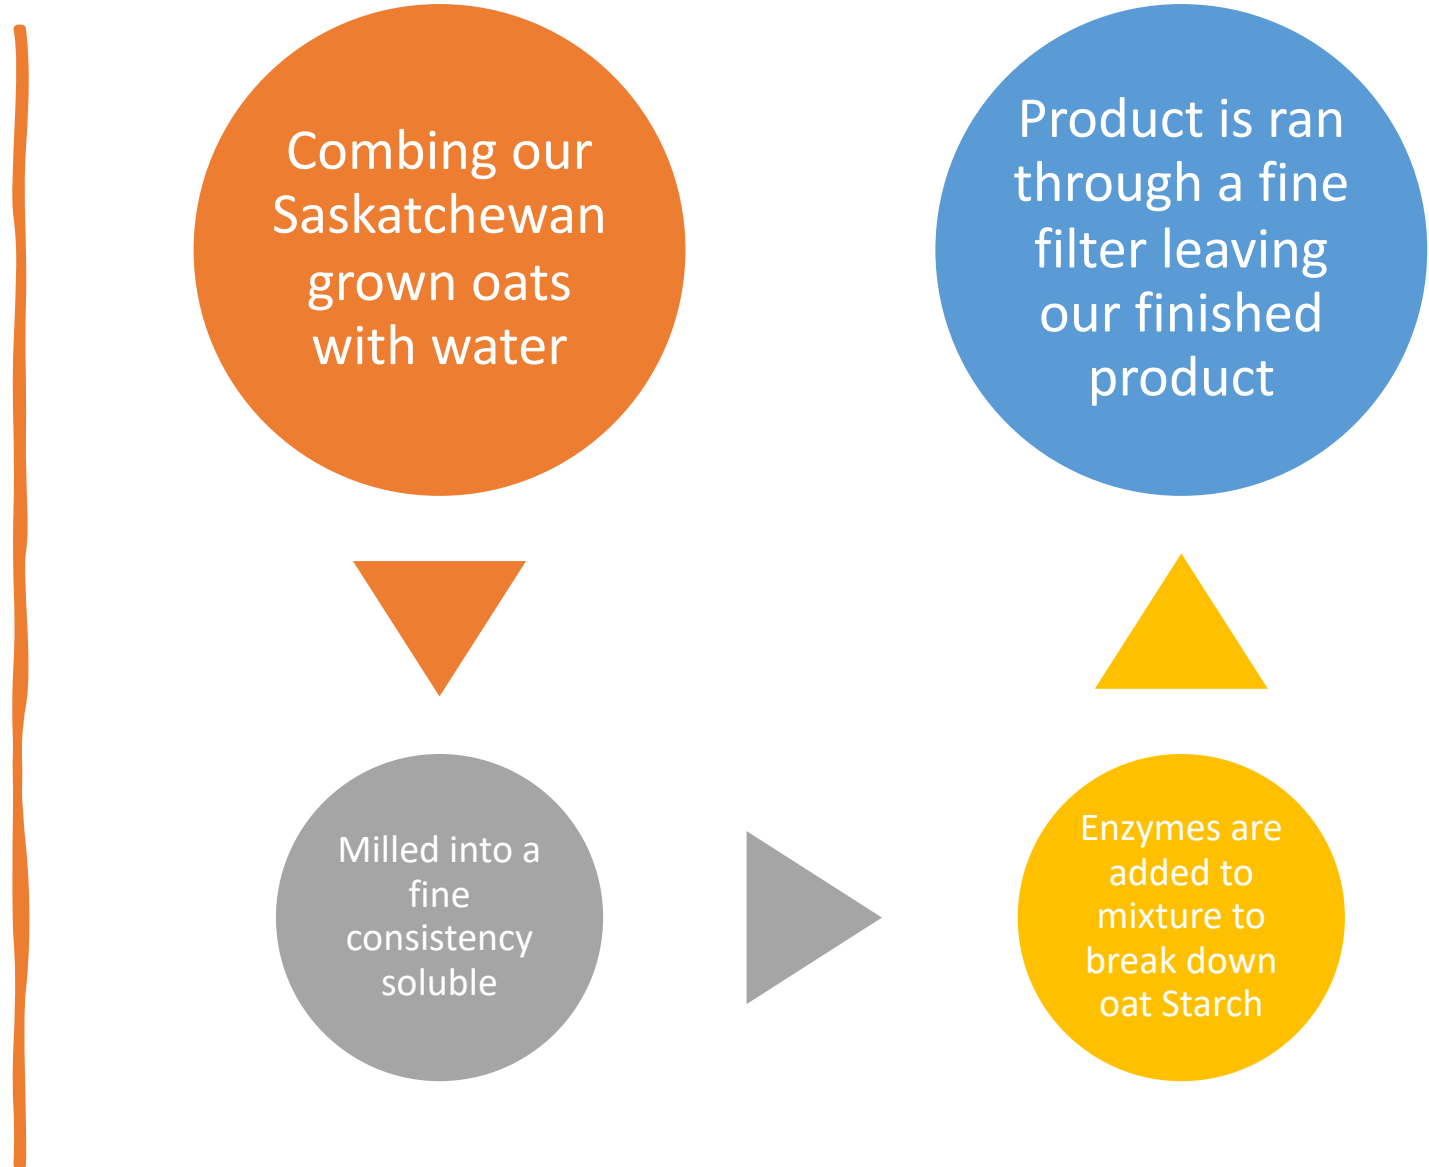 Combing our
Saskatchewan
grown oats
with water
Milled into a
fine
consistency
soluble
Enzymes are
added to
mixture to
break down
oat Starch
Product is ran
through a fine
filter leaving
our finished
product